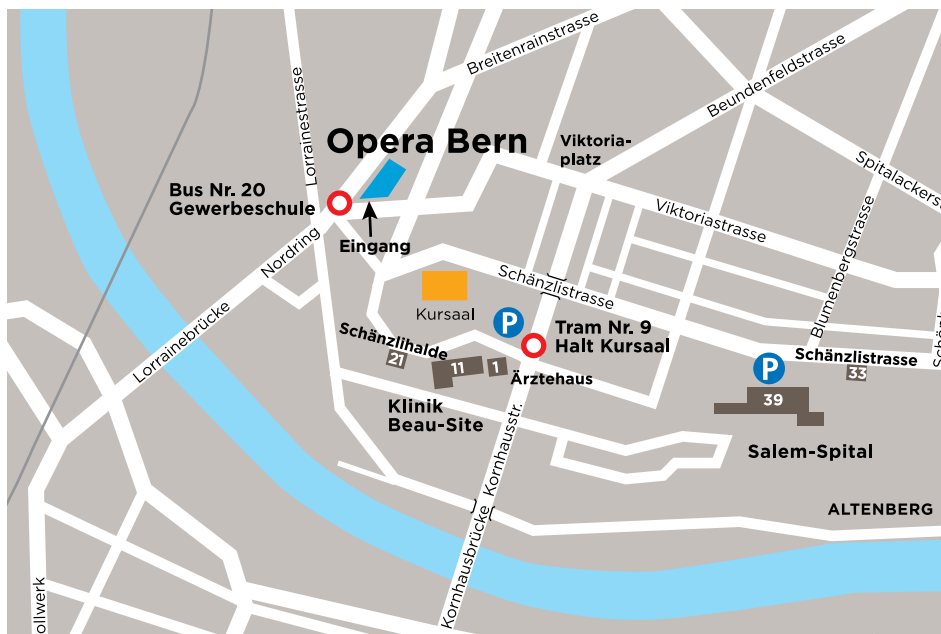 Breitenrainstrasse
Beundenfeldstrasse
Lorrainestrasse
Opera Bern
Viktoria-
platz
Spitalackers
Bus Nr. 20
Gewerbeschule
Viktoriastrasse
Blumenbergstrasse
Eingang
Nordring
Schänzlistrasse
Kursaal
P
Tram Nr. 9
Halt Kursaal
Lorrainebrücke
Schänzlihalde
21
11
1
Ärztehaus
P
Schänzlistrasse
33
39
Klinik
Beau-Site
Kornhausstr.
Salem-Spital
ALTENBERG
Kornhausbrücke
ollwerk